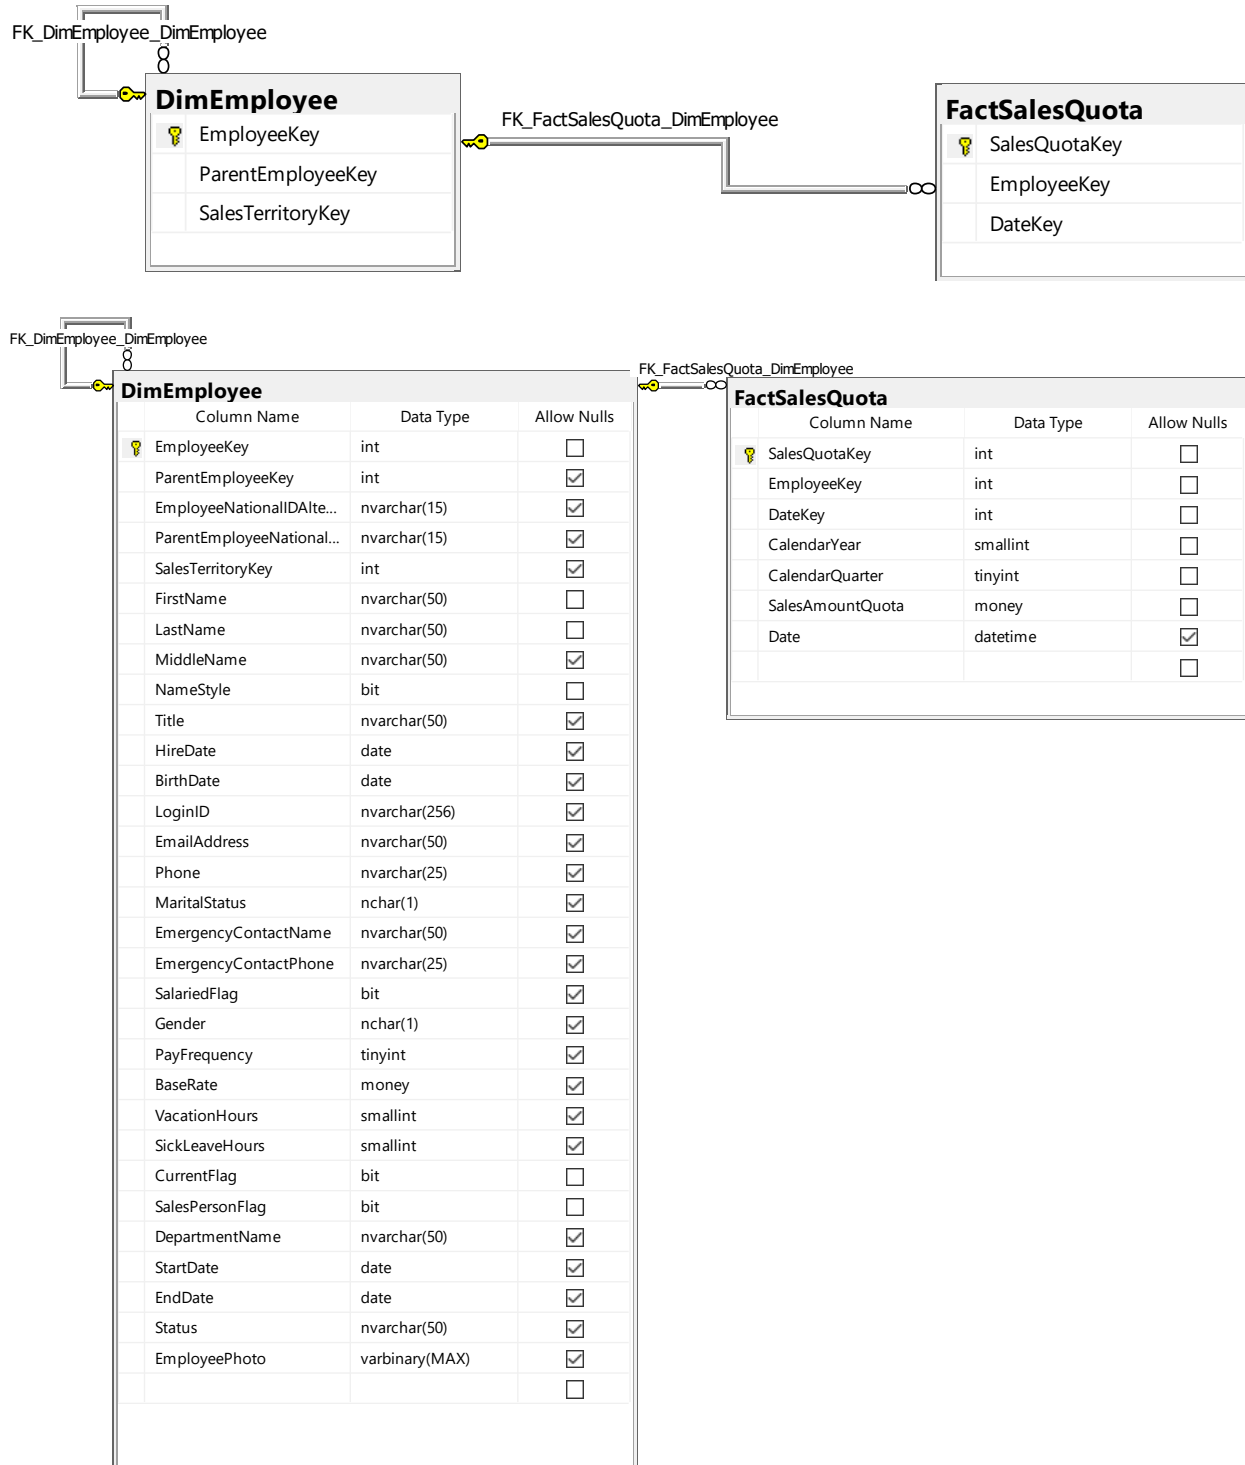 FK_DimEmployee_DimEmployee
DimEmployee
EmployeeKey
ParentEmployeeKey
SalesTerritoryKey
FK_FactSalesQuota_DimEmployee
FactSalesQuota
SalesQuotaKey
EmployeeKey
DateKey
FK_DimEmployee_DimEmployee
DimEmployee
Column Name Data Type Allow Nulls
EmployeeKey int
ParentEmployeeKey int
EmployeeNationalIDAlte... nvarchar(15)
ParentEmployeeNational... nvarchar(15)
SalesTerritoryKey int
FirstName nvarchar(50)
LastName nvarchar(50)
MiddleName nvarchar(50)
NameStyle bit
Title nvarchar(50)
HireDate date
BirthDate date
LoginID nvarchar(256)
EmailAddress nvarchar(50)
Phone nvarchar(25)
MaritalStatus nchar(1)
EmergencyContactName nvarchar(50)
EmergencyContactPhone nvarchar(25)
SalariedFlag bit
Gender nchar(1)
PayFrequency tinyint
BaseRate money
VacationHours smallint
SickLeaveHours smallint
CurrentFlag bit
SalesPersonFlag bit
DepartmentName nvarchar(50)
StartDate date
EndDate date
Status nvarchar(50)
EmployeePhoto varbinary(MAX)
FK_FactSalesQuota_DimEmployee
FactSalesQuota
Column Name Data Type Allow Nulls
SalesQuotaKey int
EmployeeKey int
DateKey int
CalendarYear smallint
CalendarQuarter tinyint
SalesAmountQuota money
Date datetime